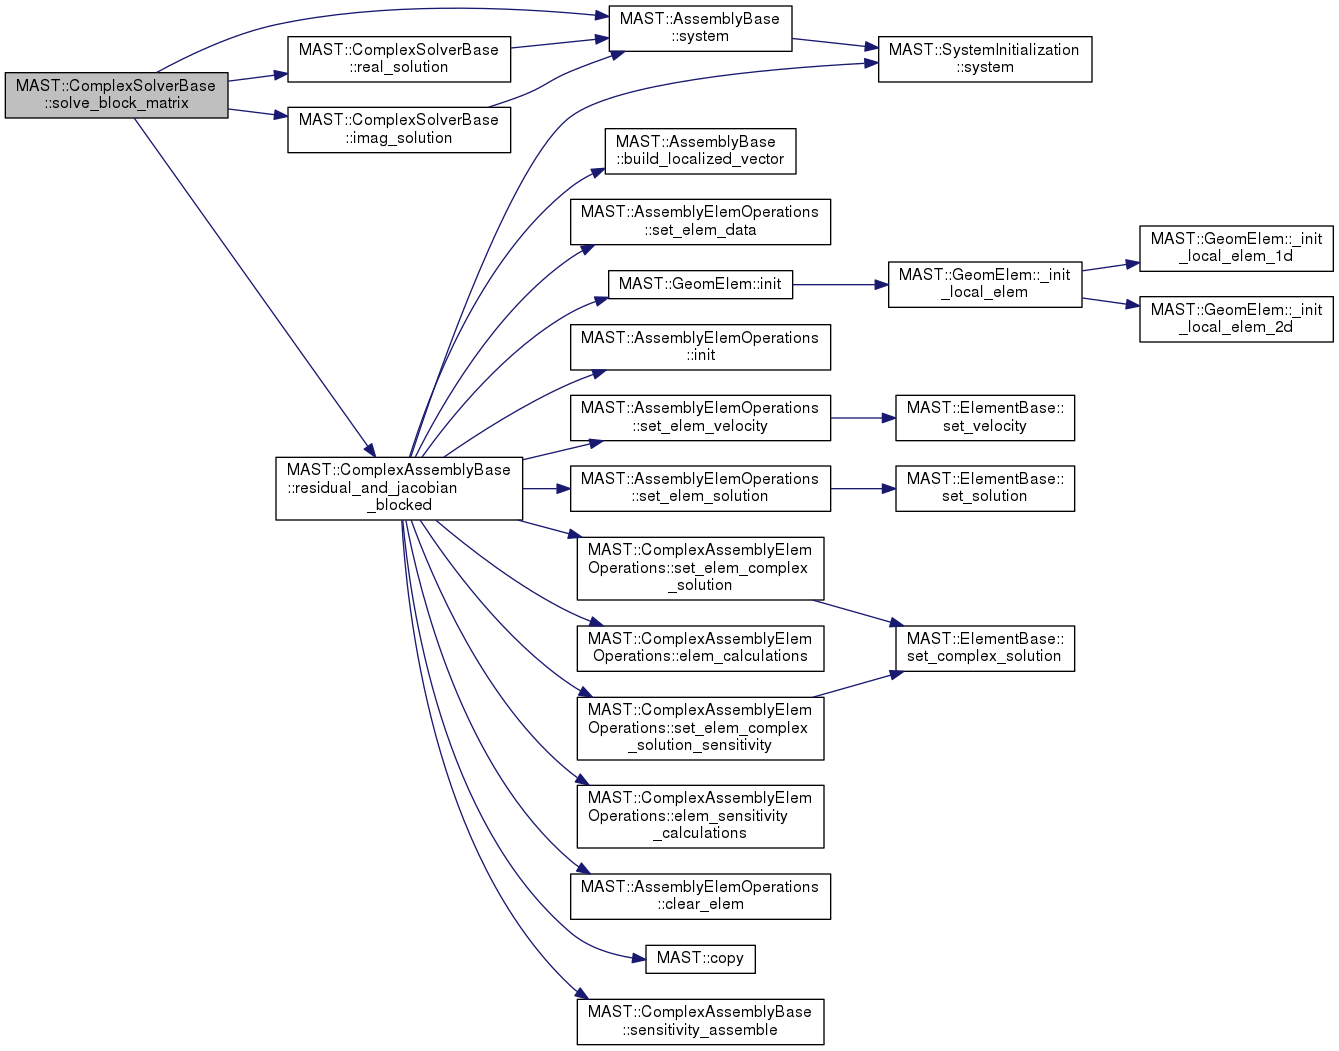 MAST::ComplexSolverBase
::solve_block_matrix
MAST::ComplexSolverBase
::real_solution
MAST::ComplexSolverBase
::imag_solution
MAST::AssemblyBase
::system
MAST::SystemInitialization
::system
MAST::AssemblyBase
::build_localized_vector
MAST::AssemblyElemOperations
::set_elem_data
MAST::GeomElem::init
MAST::GeomElem::_init
_local_elem
MAST::GeomElem::_init
_local_elem_1d
MAST::GeomElem::_init
_local_elem_2d
MAST::AssemblyElemOperations
::init
MAST::AssemblyElemOperations
::set_elem_velocity
MAST::ElementBase::
set_velocity
MAST::ComplexAssemblyBase
::residual_and_jacobian
_blocked
MAST::AssemblyElemOperations
::set_elem_solution
MAST::ElementBase::
set_solution
MAST::ComplexAssemblyElem
Operations::set_elem_complex
_solution
MAST::ComplexAssemblyElem
Operations::elem_calculations
MAST::ElementBase::
set_complex_solution
MAST::ComplexAssemblyElem
Operations::set_elem_complex
_solution_sensitivity
MAST::ComplexAssemblyElem
Operations::elem_sensitivity
_calculations
MAST::AssemblyElemOperations
::clear_elem
MAST::copy
MAST::ComplexAssemblyBase
::sensitivity_assemble